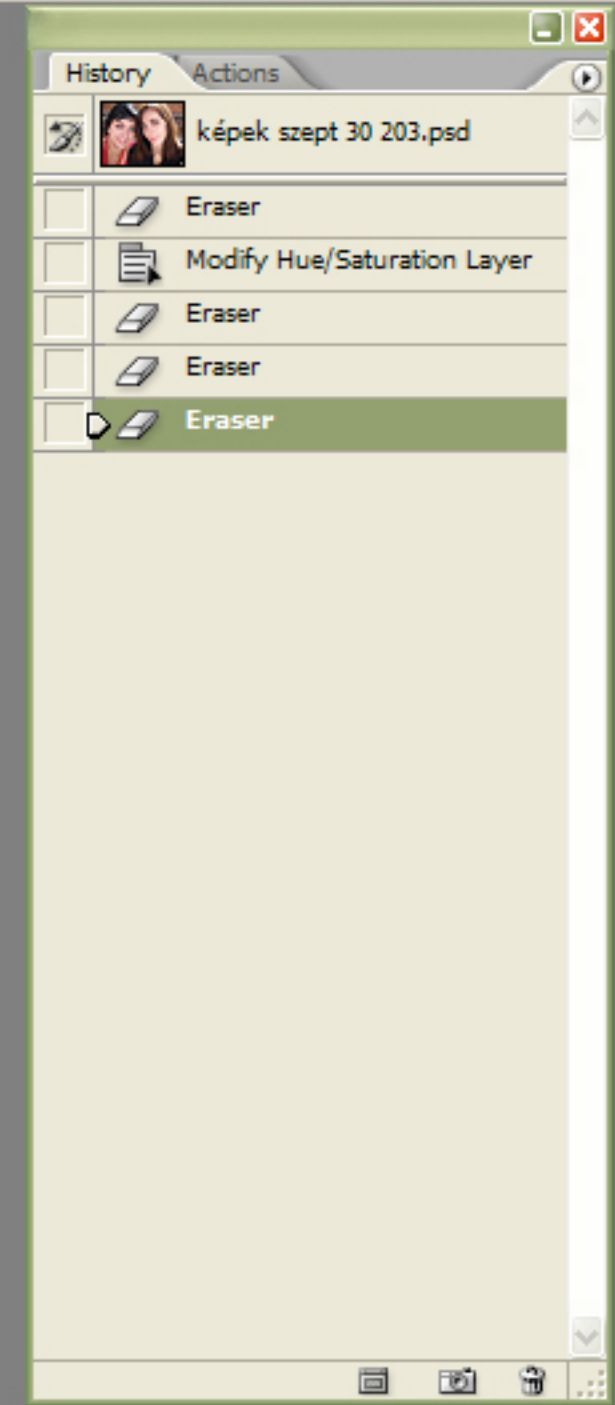 History Actions
képek szept 30 203.psd
Eraser
Modify Hue/Saturation Layer
Eraser
Eraser
Eraser